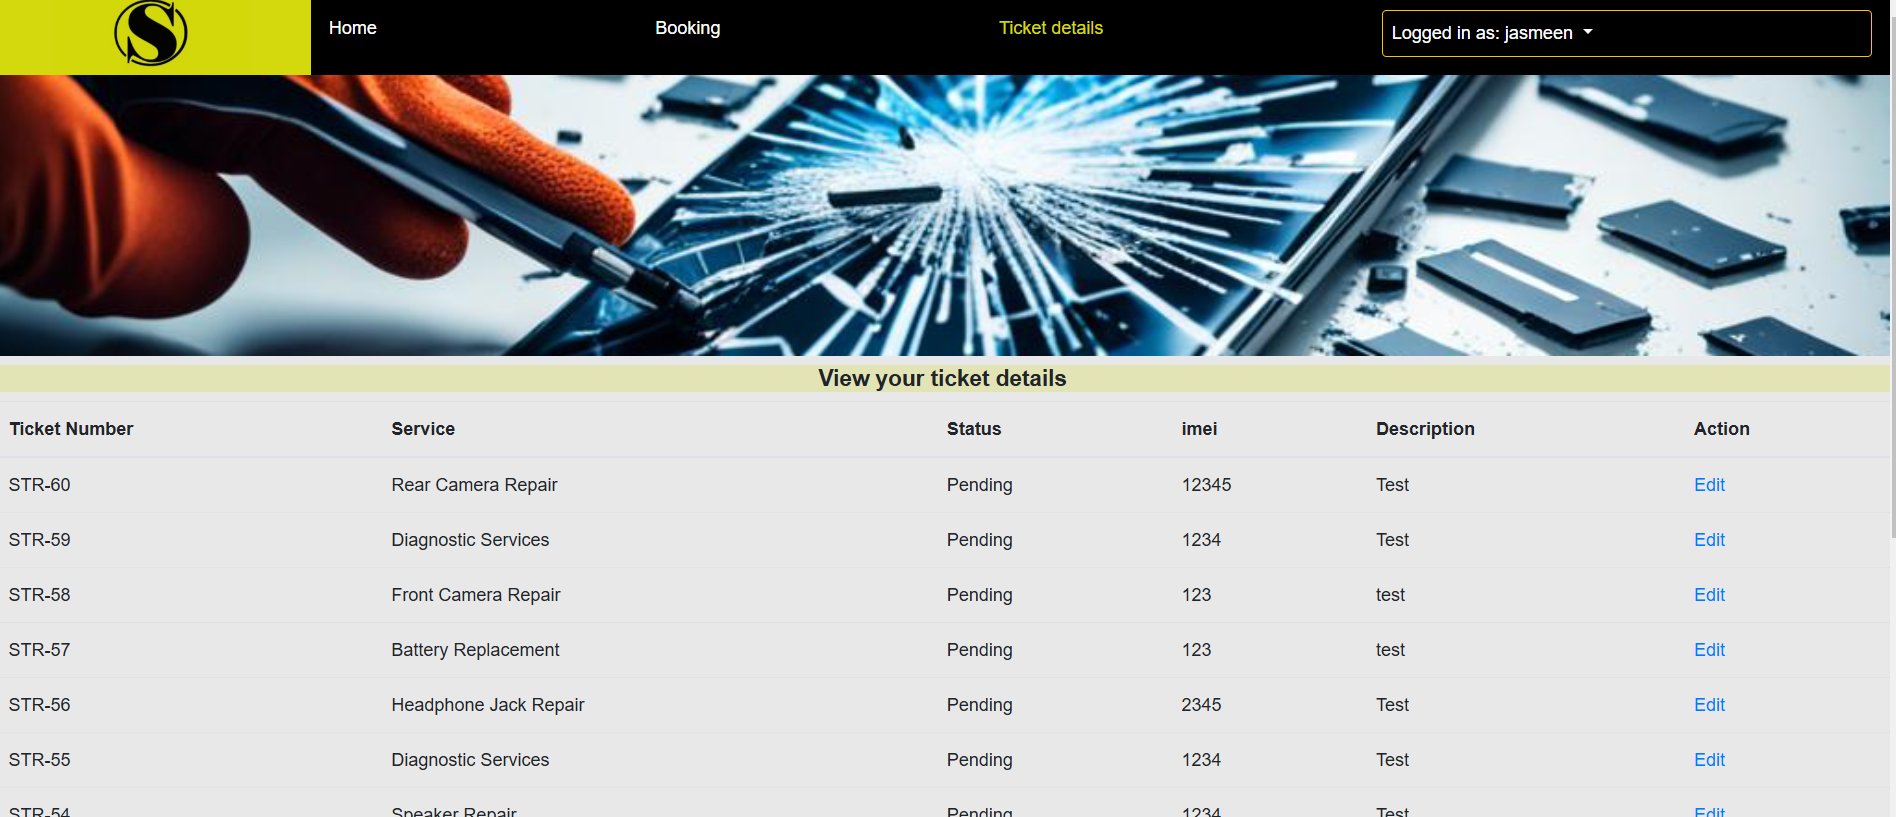 S
Home Booking Ticket details Logged in as: jasmeen
View your ticket details
Ticket Number Service Status imei Description Action
STR-60 Rear Camera Repair Pending 12345 Test Edit
STR-59 Diagnostic Services Pending 1234 Test Edit
STR-58 Front Camera Repair Pending 123 test Edit
STR-57 Battery Replacement Pending 123 test Edit
STR-56 Headphone Jack Repair Pending 2345 Test Edit
STR-55 Diagnostic Services Pending 1234 Test Edit
STR-54 Speaker Repair Pending 1234 Test Edit